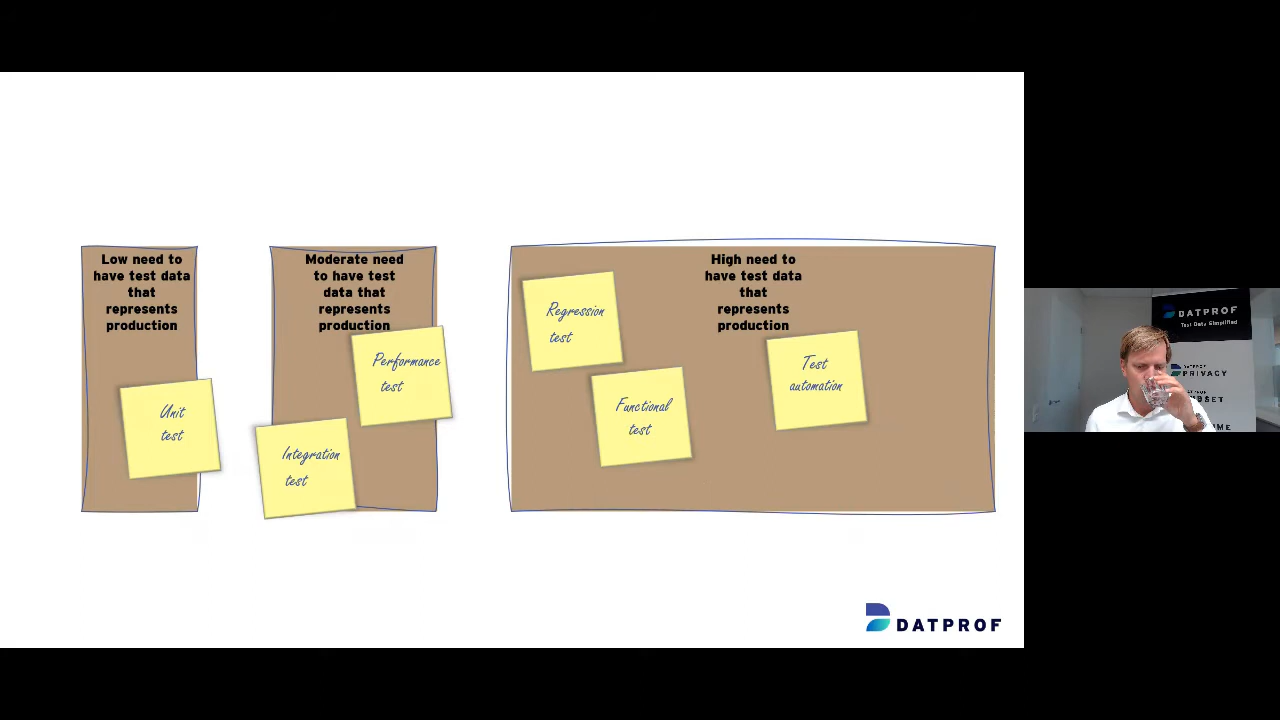 Low need to
have test data
that
represents
production
Unit
test
Moderate need
to have test
data that
represents
production
Performance
test
Integration
test
High need to
have test data
that
represents
production
Regression
test
Functional
test
Test
automation
DATPROF
DATPROF
Test Data Simplified
DATPROF
PRIVACY